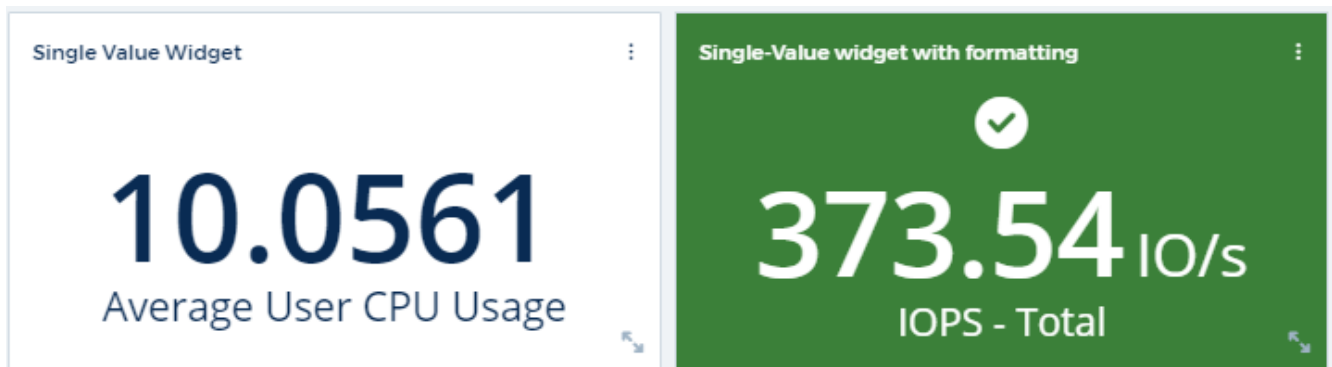 Single Value Widget
10.0561
Average User CPU Usage
Single-Value widget with formatting
373.54 IO/s
IOPS - Total